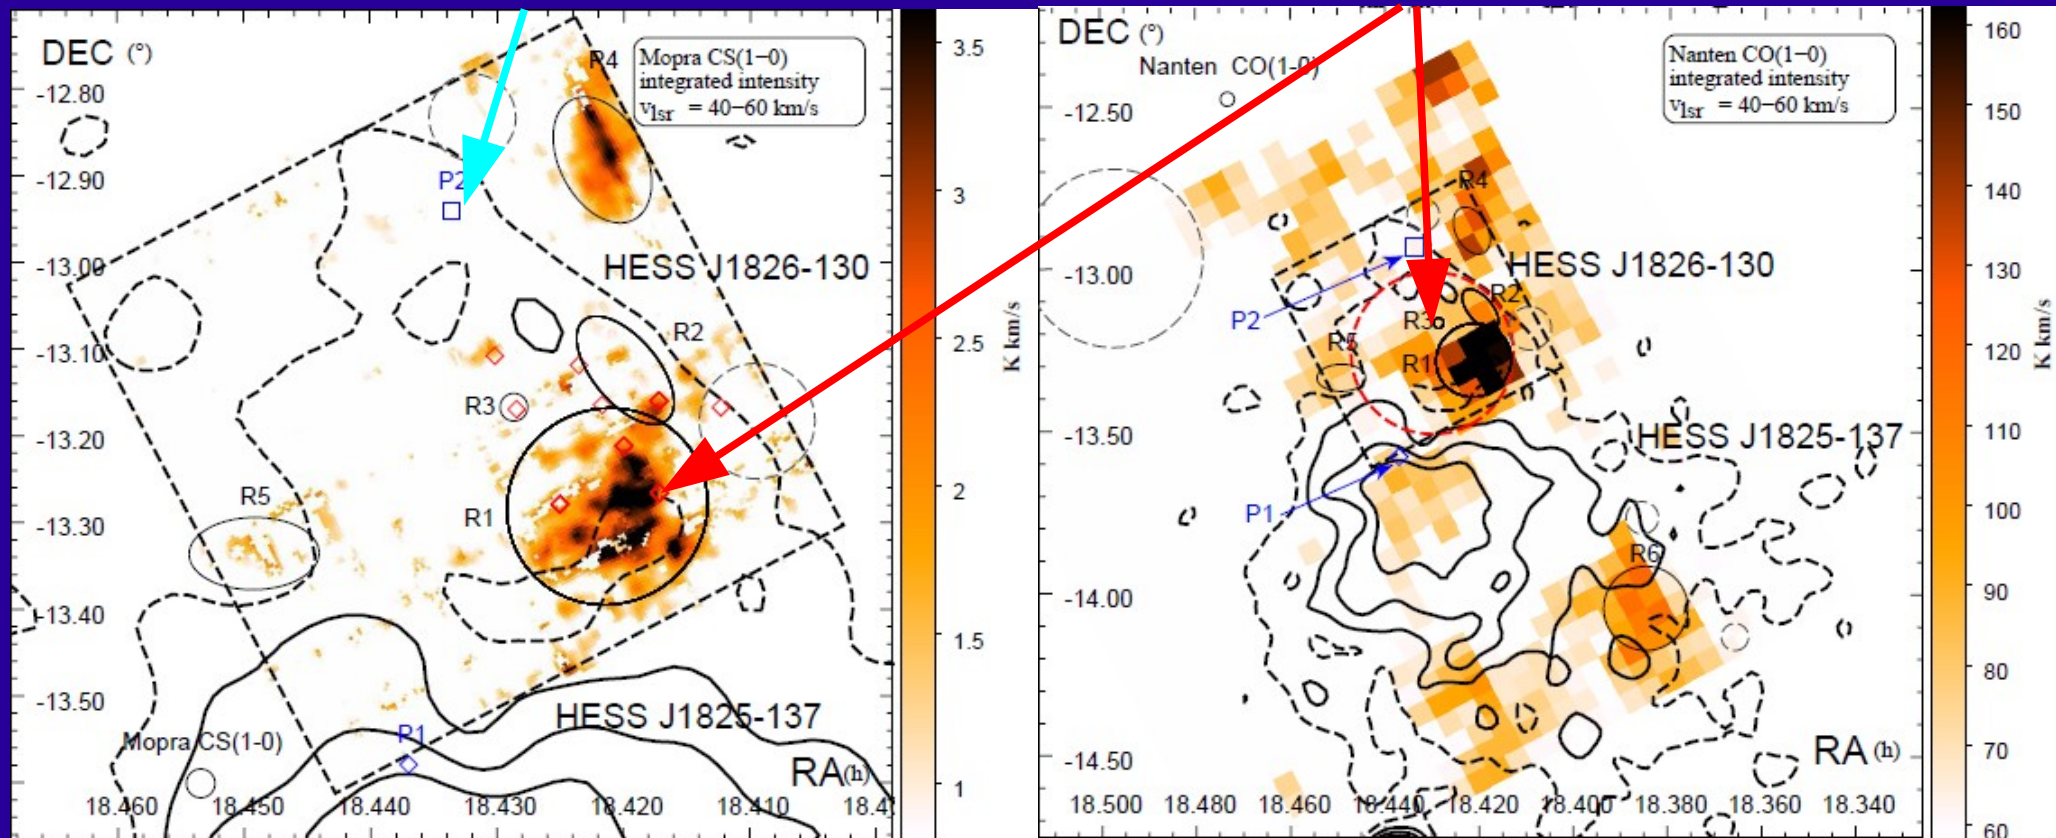 DEC (°)
Mopra CS(1−0)
integrated intensity
vlsr = 40−60 km/s
R4
P2
HESS J1826-130
R2
R3
R5
R1
HESS J1825-137
P1
Mopra CS(1-0)
RA(h)
-12.80
-12.90
-13.00
-13.10
-13.20
-13.30
-13.40
-13.50
18.460
18.450
18.440
18.430
18.420
18.410
3.5
3
2.5
2
1.5
1
K km/s
DEC (°)
Nanten CO(1-0)
Nanten CO(1−0)
integrated intensity
vlsr = 40−60 km/s
R4
HESS J1826-130
R2
P2
R3
R5
R1
HESS J1825-137
P1
R6
RA (h)
-12.50
-13.00
-13.50
-14.00
-14.50
18.500
18.480
18.460
18.440
18.420
18.400
18.380
18.360
18.340
160
150
140
130
120
110
100
90
80
70
60
K km/s